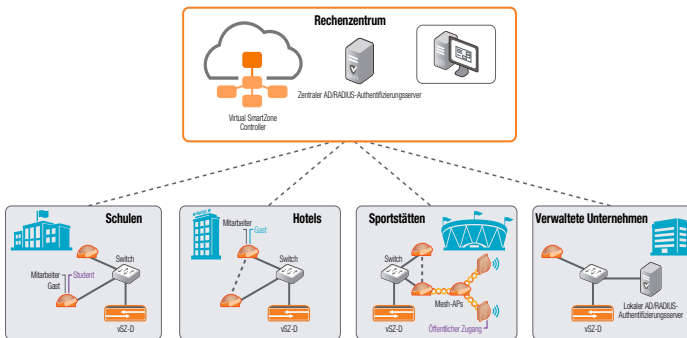 Rechenzentrum
Zentraler AD/RADIUS-Authentifizierungsserver
Virtual SmartZone
Controller
Schulen
Switch
Mitarbeiter
Student
Gast
vSZ-D
Hotels
Mitarbeiter
Gast
Switch
vSZ-D
Sportstätten
Switch
Mesh-APs
vSZ-D
Öffentlicher Zugang
Verwaltete Unternehmen
Switch
vSZ-D
Lokaler AD/RADIUS-
Authentifizierungsserver